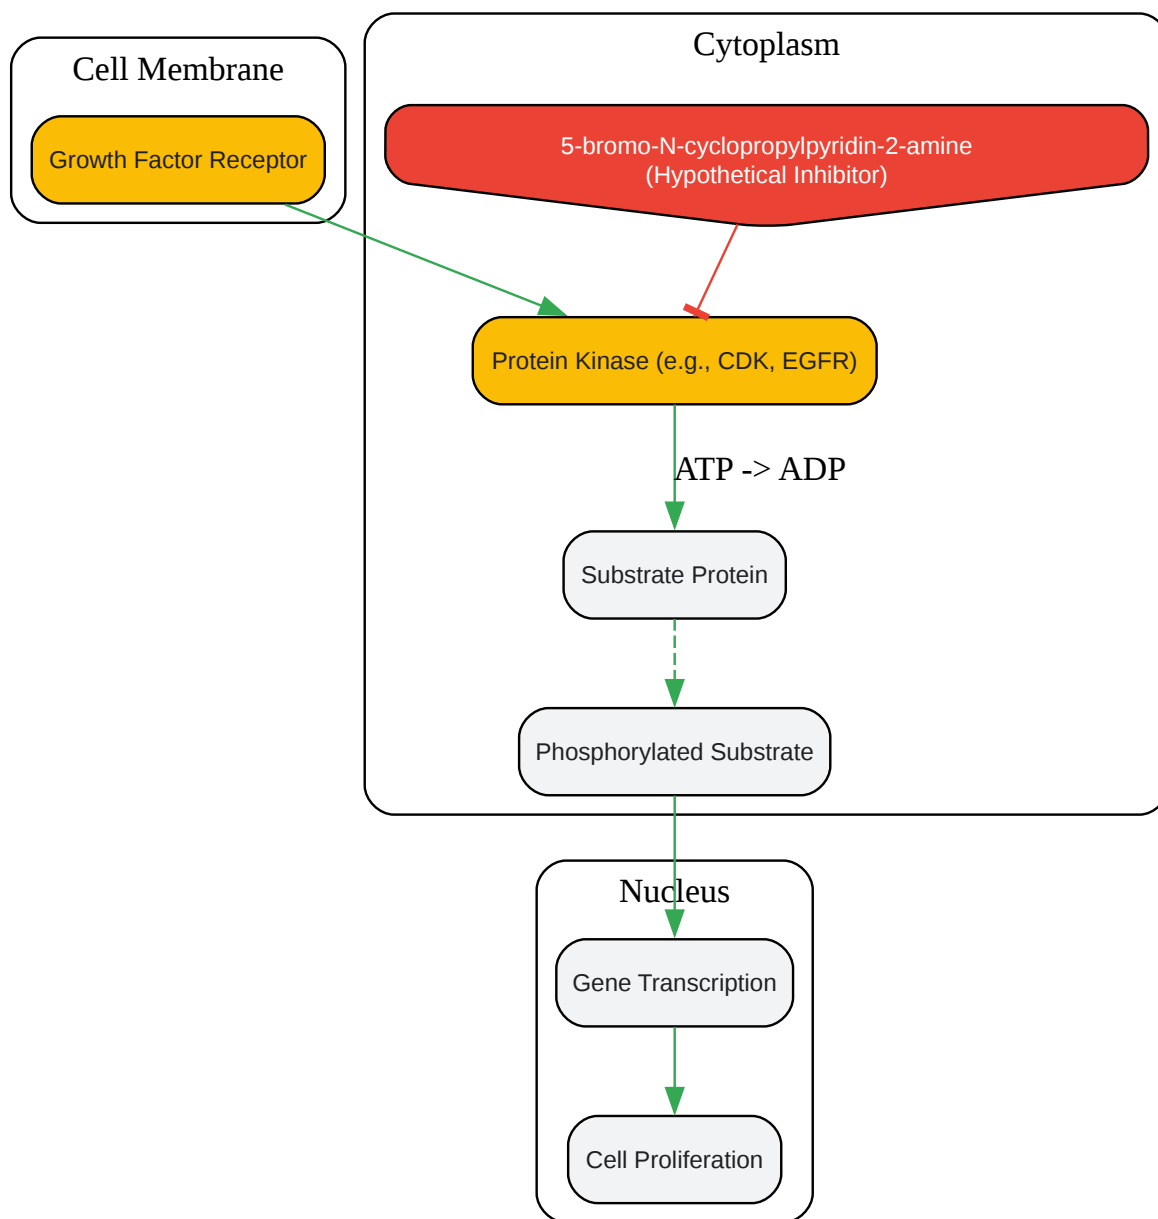 Cell Membrane
Growth Factor Receptor
Cytoplasm
5-bromo-N-cyclopropylpyridin-2-amine
(Hypothetical Inhibitor)
Protein Kinase (e.g., CDK, EGFR)
ATP -> ADP
Substrate Protein
Phosphorylated Substrate
Nucleus
Gene Transcription
Cell Proliferation